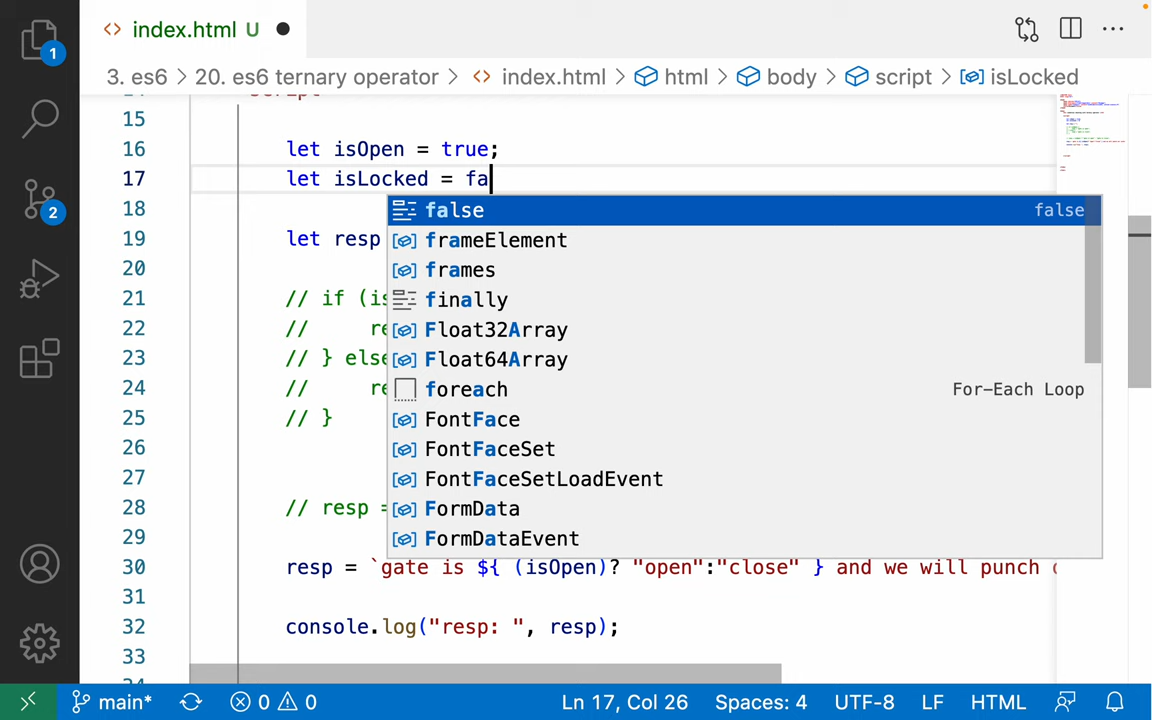 index.html U
1
3. es6 > 20. es6 ternary operator > index.html > html > body > script > isLocked
15
16 let isOpen = true;
17 let isLocked = fa
2
18
false false
19 let resp
frameElement
20
frames
21 // if (is
finally
22 // re
Float32Array
23 // } else
Float64Array
24 // re
foreach For-Each Loop
25 // }
FontFace
26
FontFaceSet
27
FontFaceSetLoadEvent
28 // resp =
FormData
29
FormDataEvent
30 resp = `gate is ${ (isOpen)? "open":"close" } and we will punch
31
32 console.log("resp: ", resp);
33
main* 0 0 Ln 17, Col 26 Spaces: 4 UTF-8 LF HTML